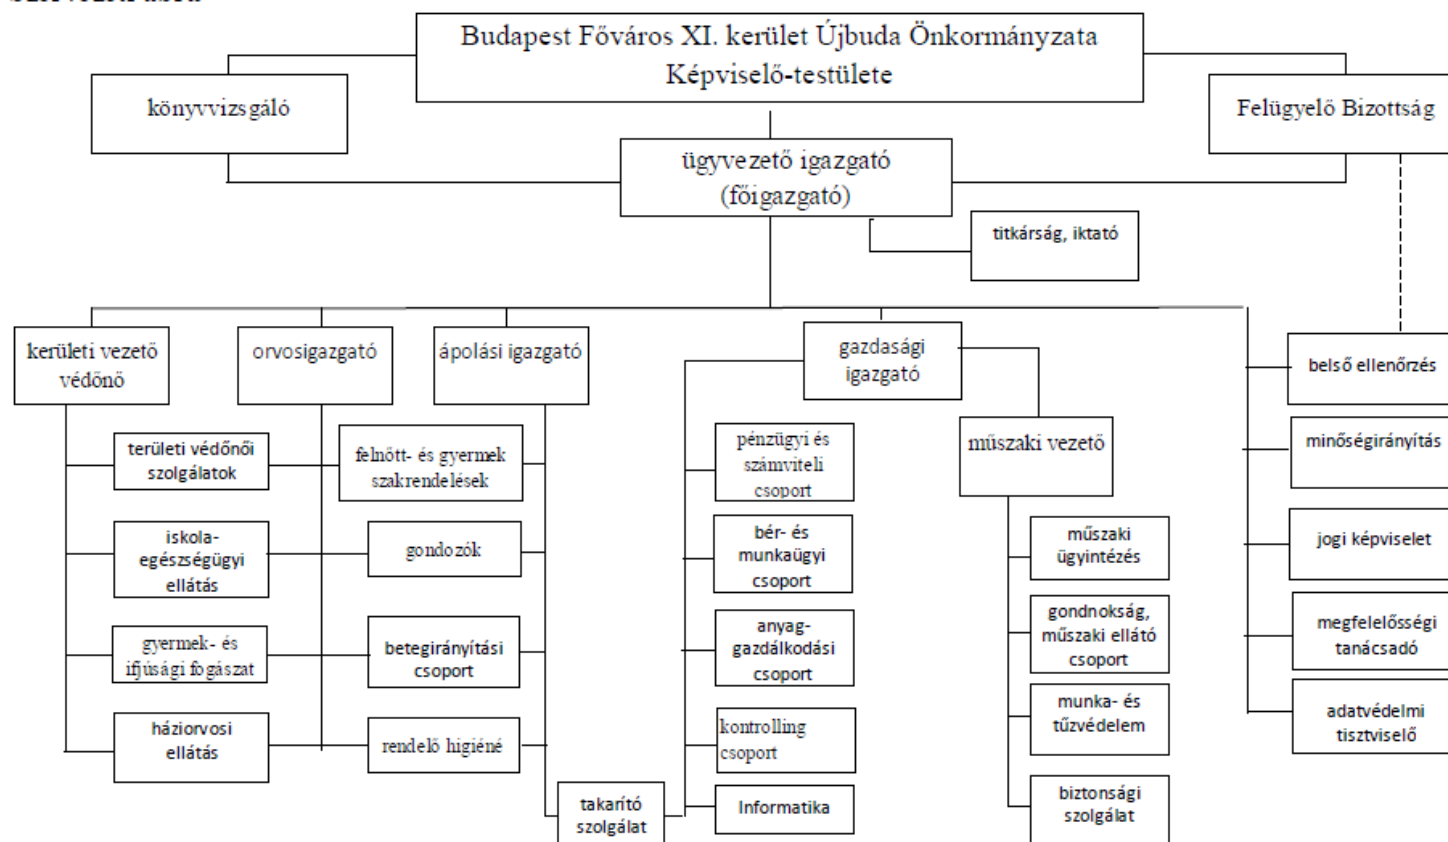 Budapest Főváros XI. kerület Újbuda Önkormányzata
Képviselő-testülete
könyvvizsgáló
Felügyelő Bizottság
ügyvezető igazgató
(főigazgató)
titkárság, iktató
kerületi vezető
védőnő
orvosigazgató
ápolási igazgató
gazdasági
igazgató
belső ellenőrzés
területi védőnői
szolgálatok
felnőtt- és gyermek
szakrendelések
pénzügyi és
számviteli
csoport
műszaki vezető
minőségirányítás
iskola-
egészségügyi
ellátás
gondozók
bér- és
munkaügyi
csoport
műszaki
ügyintézés
jogi képviselet
gyermek- és
ifjúsági fogászat
betegirányítási
csoport
anyag-
gazdálkodási
csoport
gondnokság,
műszaki ellátó
csoport
megfelelősségi
tanácsadó
háziorvosi
ellátás
rendelő higiéné
kontrolling
csoport
munka- és
tűzvédelem
adatvédelmi
tisztviselő
takarító
szolgálat
Informatika
biztonsági
szolgálat